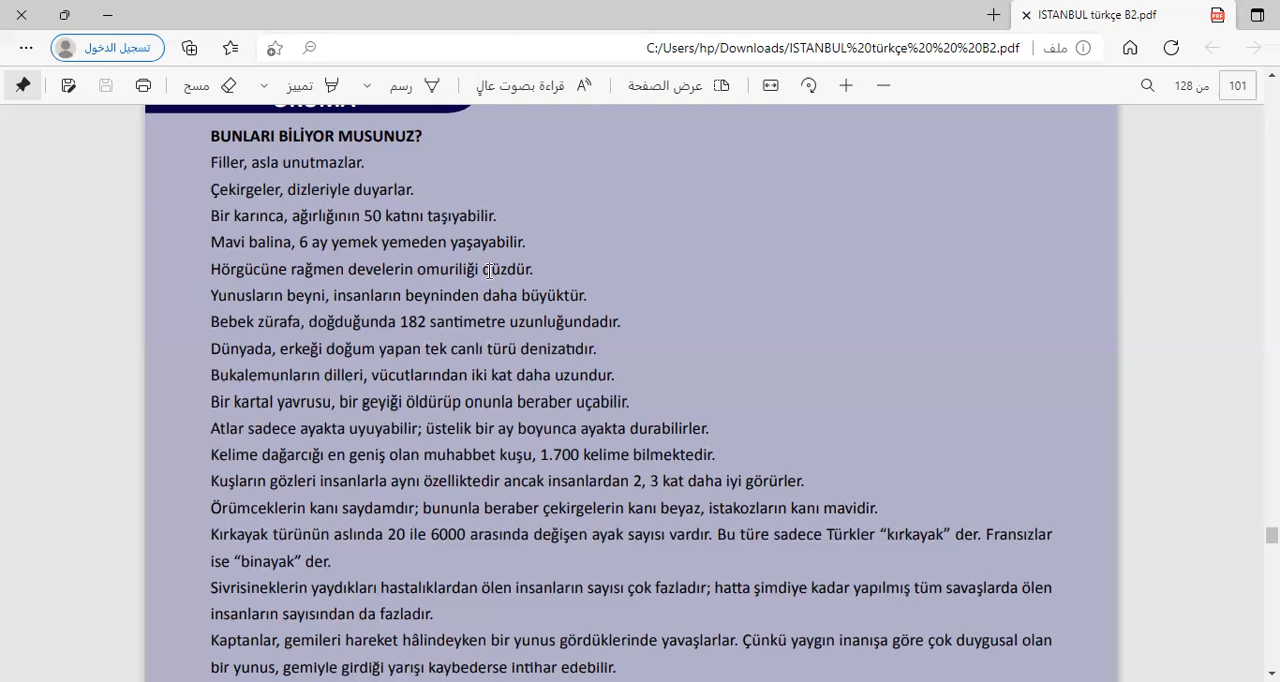 ISTANBUL türkçe B2.pdf
تسجيل الدخول
C:/Users/hp/Downloads/ISTANBUL%20türkçe%20%20%20B2.pdf
ملف
مسح
تمييز
رسم
قراءة بصوت عالٍ
عرض الصفحة
من 128
101
OKUMA
BUNLARI BİLİYOR MUSUNUZ?
Filler, asla unutmazlar.
Çekirgeler, dizleriyle duyarlar.
Bir karınca, ağırlığının 50 katını taşıyabilir.
Mavi balina, 6 ay yemek yemeden yaşayabilir.
Hörgücüne rağmen develerin omuriliği düzdür.
Yunusların beyni, insanların beyninden daha büyüktür.
Bebek zürafa, doğduğunda 182 santimetre uzunluğundadır.
Dünyada, erkeği doğum yapan tek canlı türü denizatıdır.
Bukalemunların dilleri, vücutlarından iki kat daha uzundur.
Bir kartal yavrusu, bir geyiği öldürüp onunla beraber uçabilir.
Atlar sadece ayakta uyuyabilir; üstelik bir ay boyunca ayakta durabilirler.
Kelime dağarcığı en geniş olan muhabbet kuşu, 1.700 kelime bilmektedir.
Kuşların gözleri insanlarla aynı özelliktedir ancak insanlardan 2, 3 kat daha iyi görürler.
Örümceklerin kanı saydamdır; bununla beraber çekirgelerin kanı beyaz, istakozların kanı mavidir.
Kırkayak türünün aslında 20 ile 6000 arasında değişen ayak sayısı vardır. Bu türe sadece Türkler “kırkayak” der. Fransızlar
ise “binayak” der.
Sivrisineklerin yaydıkları hastalıklardan ölen insanların sayısı çok fazladır; hatta şimdiye kadar yapılmış tüm savaşlarda ölen
insanların sayısından da fazladır.
Kaptanlar, gemileri hareket hâlindeyken bir yunus gördüklerinde yavaşlarlar. Çünkü yaygın inanışa göre çok duygusal olan
bir yunus, gemiyle girdiği yarışı kaybederse intihar edebilir.